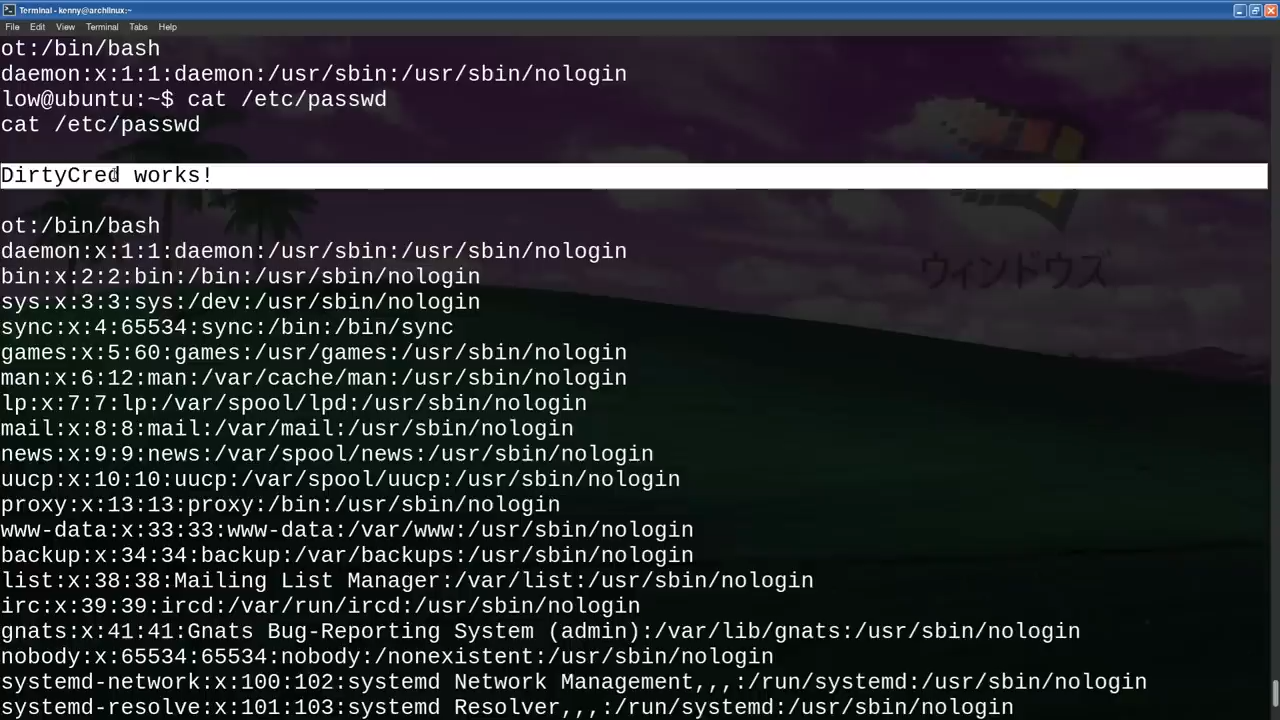 Terminal - kenny@archlinux:~
File Edit View Terminal Tabs Help
ot:/bin/bash
daemon:x:1:1:daemon:/usr/sbin:/usr/sbin/nologin
low@ubuntu:~$ cat /etc/passwd
cat /etc/passwd
DirtyCred works!
ot:/bin/bash
daemon:x:1:1:daemon:/usr/sbin:/usr/sbin/nologin
bin:x:2:2:bin:/bin:/usr/sbin/nologin
sys:x:3:3:sys:/dev:/usr/sbin/nologin
sync:x:4:65534:sync:/bin:/bin/sync
games:x:5:60:games:/usr/games:/usr/sbin/nologin
man:x:6:12:man:/var/cache/man:/usr/sbin/nologin
lp:x:7:7:lp:/var/spool/lpd:/usr/sbin/nologin
mail:x:8:8:mail:/var/mail:/usr/sbin/nologin
news:x:9:9:news:/var/spool/news:/usr/sbin/nologin
uucp:x:10:10:uucp:/var/spool/uucp:/usr/sbin/nologin
proxy:x:13:13:proxy:/bin:/usr/sbin/nologin
www-data:x:33:33:www-data:/var/www:/usr/sbin/nologin
backup:x:34:34:backup:/var/backups:/usr/sbin/nologin
list:x:38:38:Mailing List Manager:/var/list:/usr/sbin/nologin
irc:x:39:39:ircd:/var/run/ircd:/usr/sbin/nologin
gnats:x:41:41:Gnats Bug-Reporting System (admin):/var/lib/gnats:/usr/sbin/nologin
nobody:x:65534:65534:nobody:/nonexistent:/usr/sbin/nologin
systemd-network:x:100:102:systemd Network Management,,,:/run/systemd:/usr/sbin/nologin
systemd-resolve:x:101:103:systemd Resolver,,,:/run/systemd:/usr/sbin/nologin
ウィンドウズ